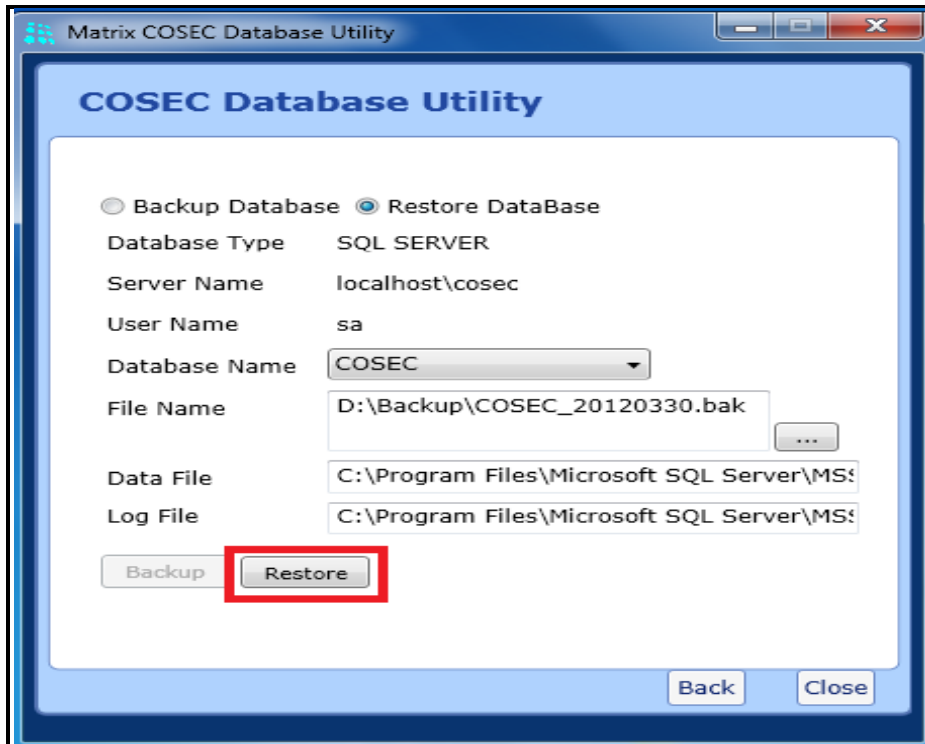 Matrix COSEC Database Utility
COSEC Database Utility
Backup Database Restore DataBase
Database Type SQL SERVER
Server Name localhost\cosec
User Name sa
Database Name COSEC
File Name D:\Backup\COSEC_20120330.bak
...
Data File C:\Program Files\Microsoft SQL Server\MS
Log File C:\Program Files\Microsoft SQL Server\MS
Backup Restore
Back Close